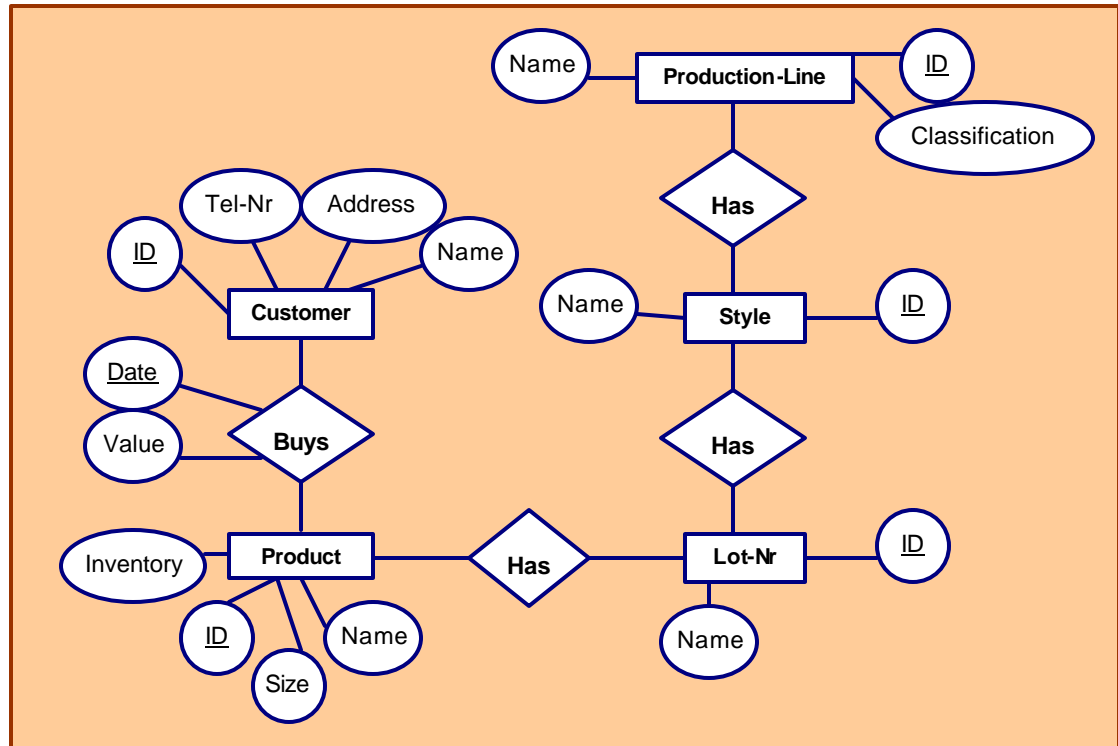 Name
Production-Line
ID
Classification
Has
Tel-Nr
Address
ID
Name
Customer
Name
Style
ID
Date
Value
Buys
Has
Inventory
Product
Has
Lot-Nr
ID
ID
Size
Name
Name